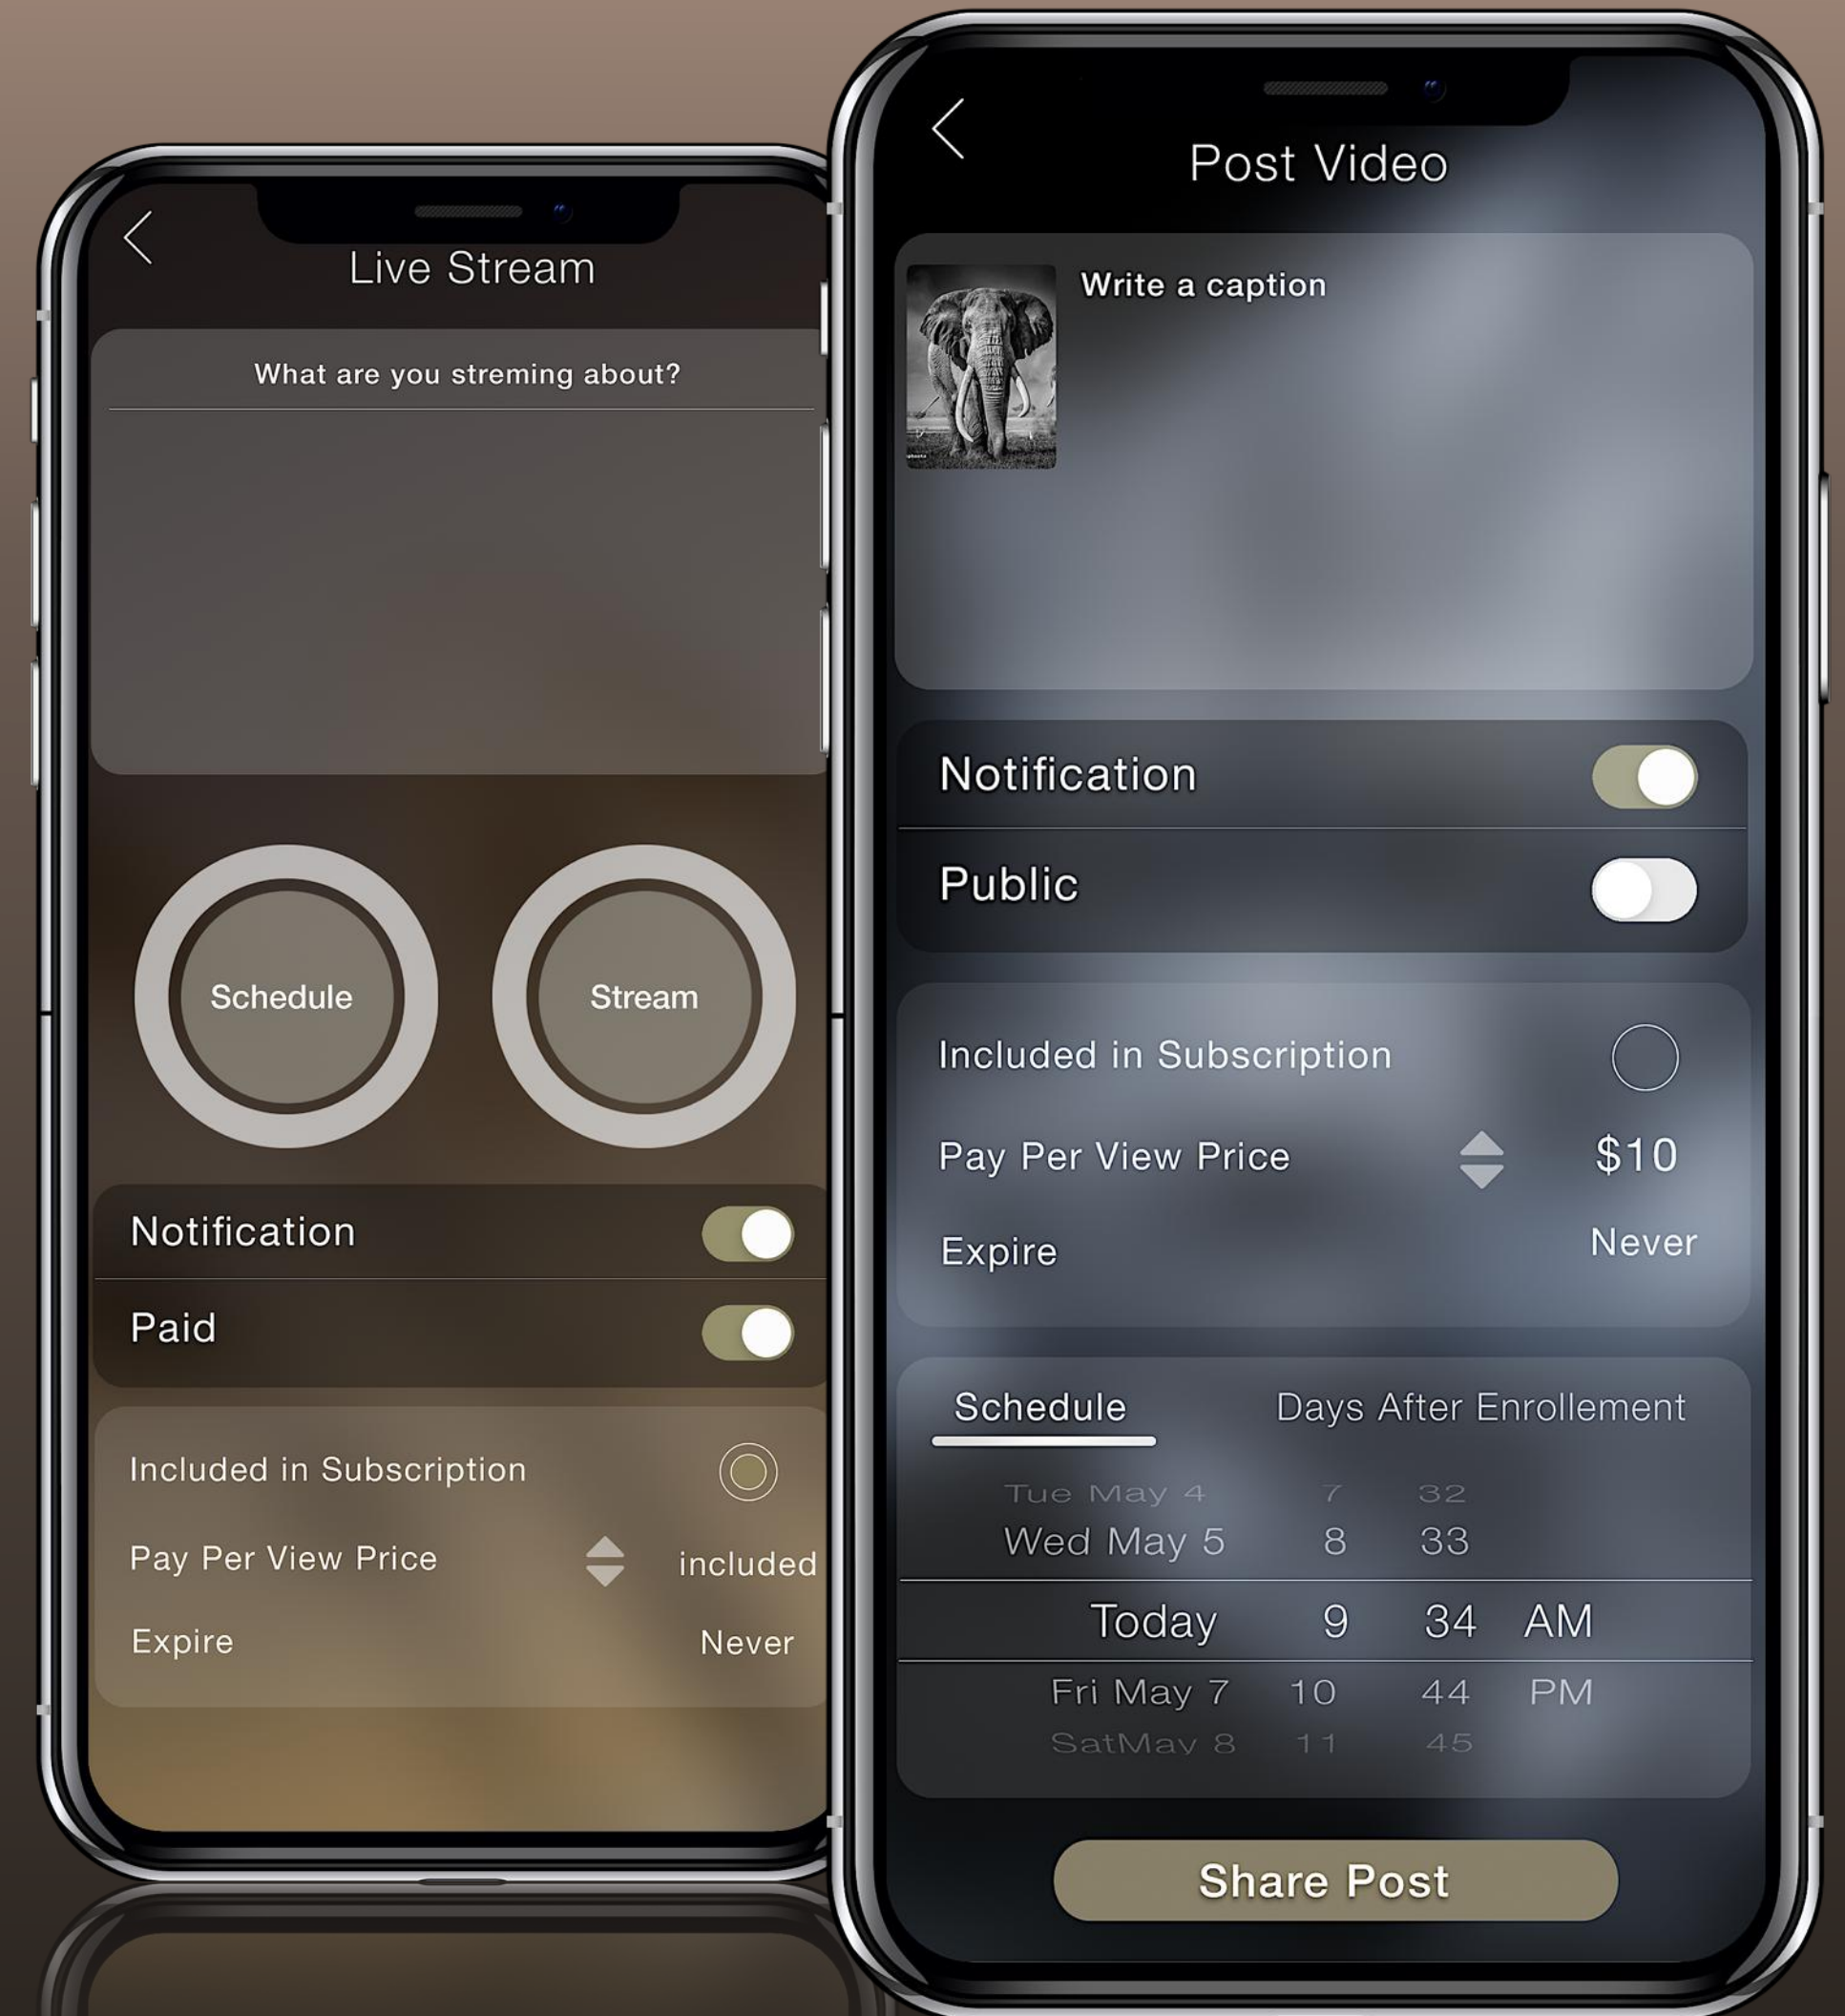 Live Stream
What are you streming about?
Schedule
Stream
Notification
Paid
Included in Subscription
Pay Per View Price included
Expire Never
Post Video
Write a caption
Notification
Public
Included in Subscription
Pay Per View Price $10
Expire Never
Schedule Days After Enrollement
Tue May 4 7 32
Wed May 5 8 33
Today 9 34 AM
Fri May 7 10 44 PM
SatMay 8 11 45
Share Post